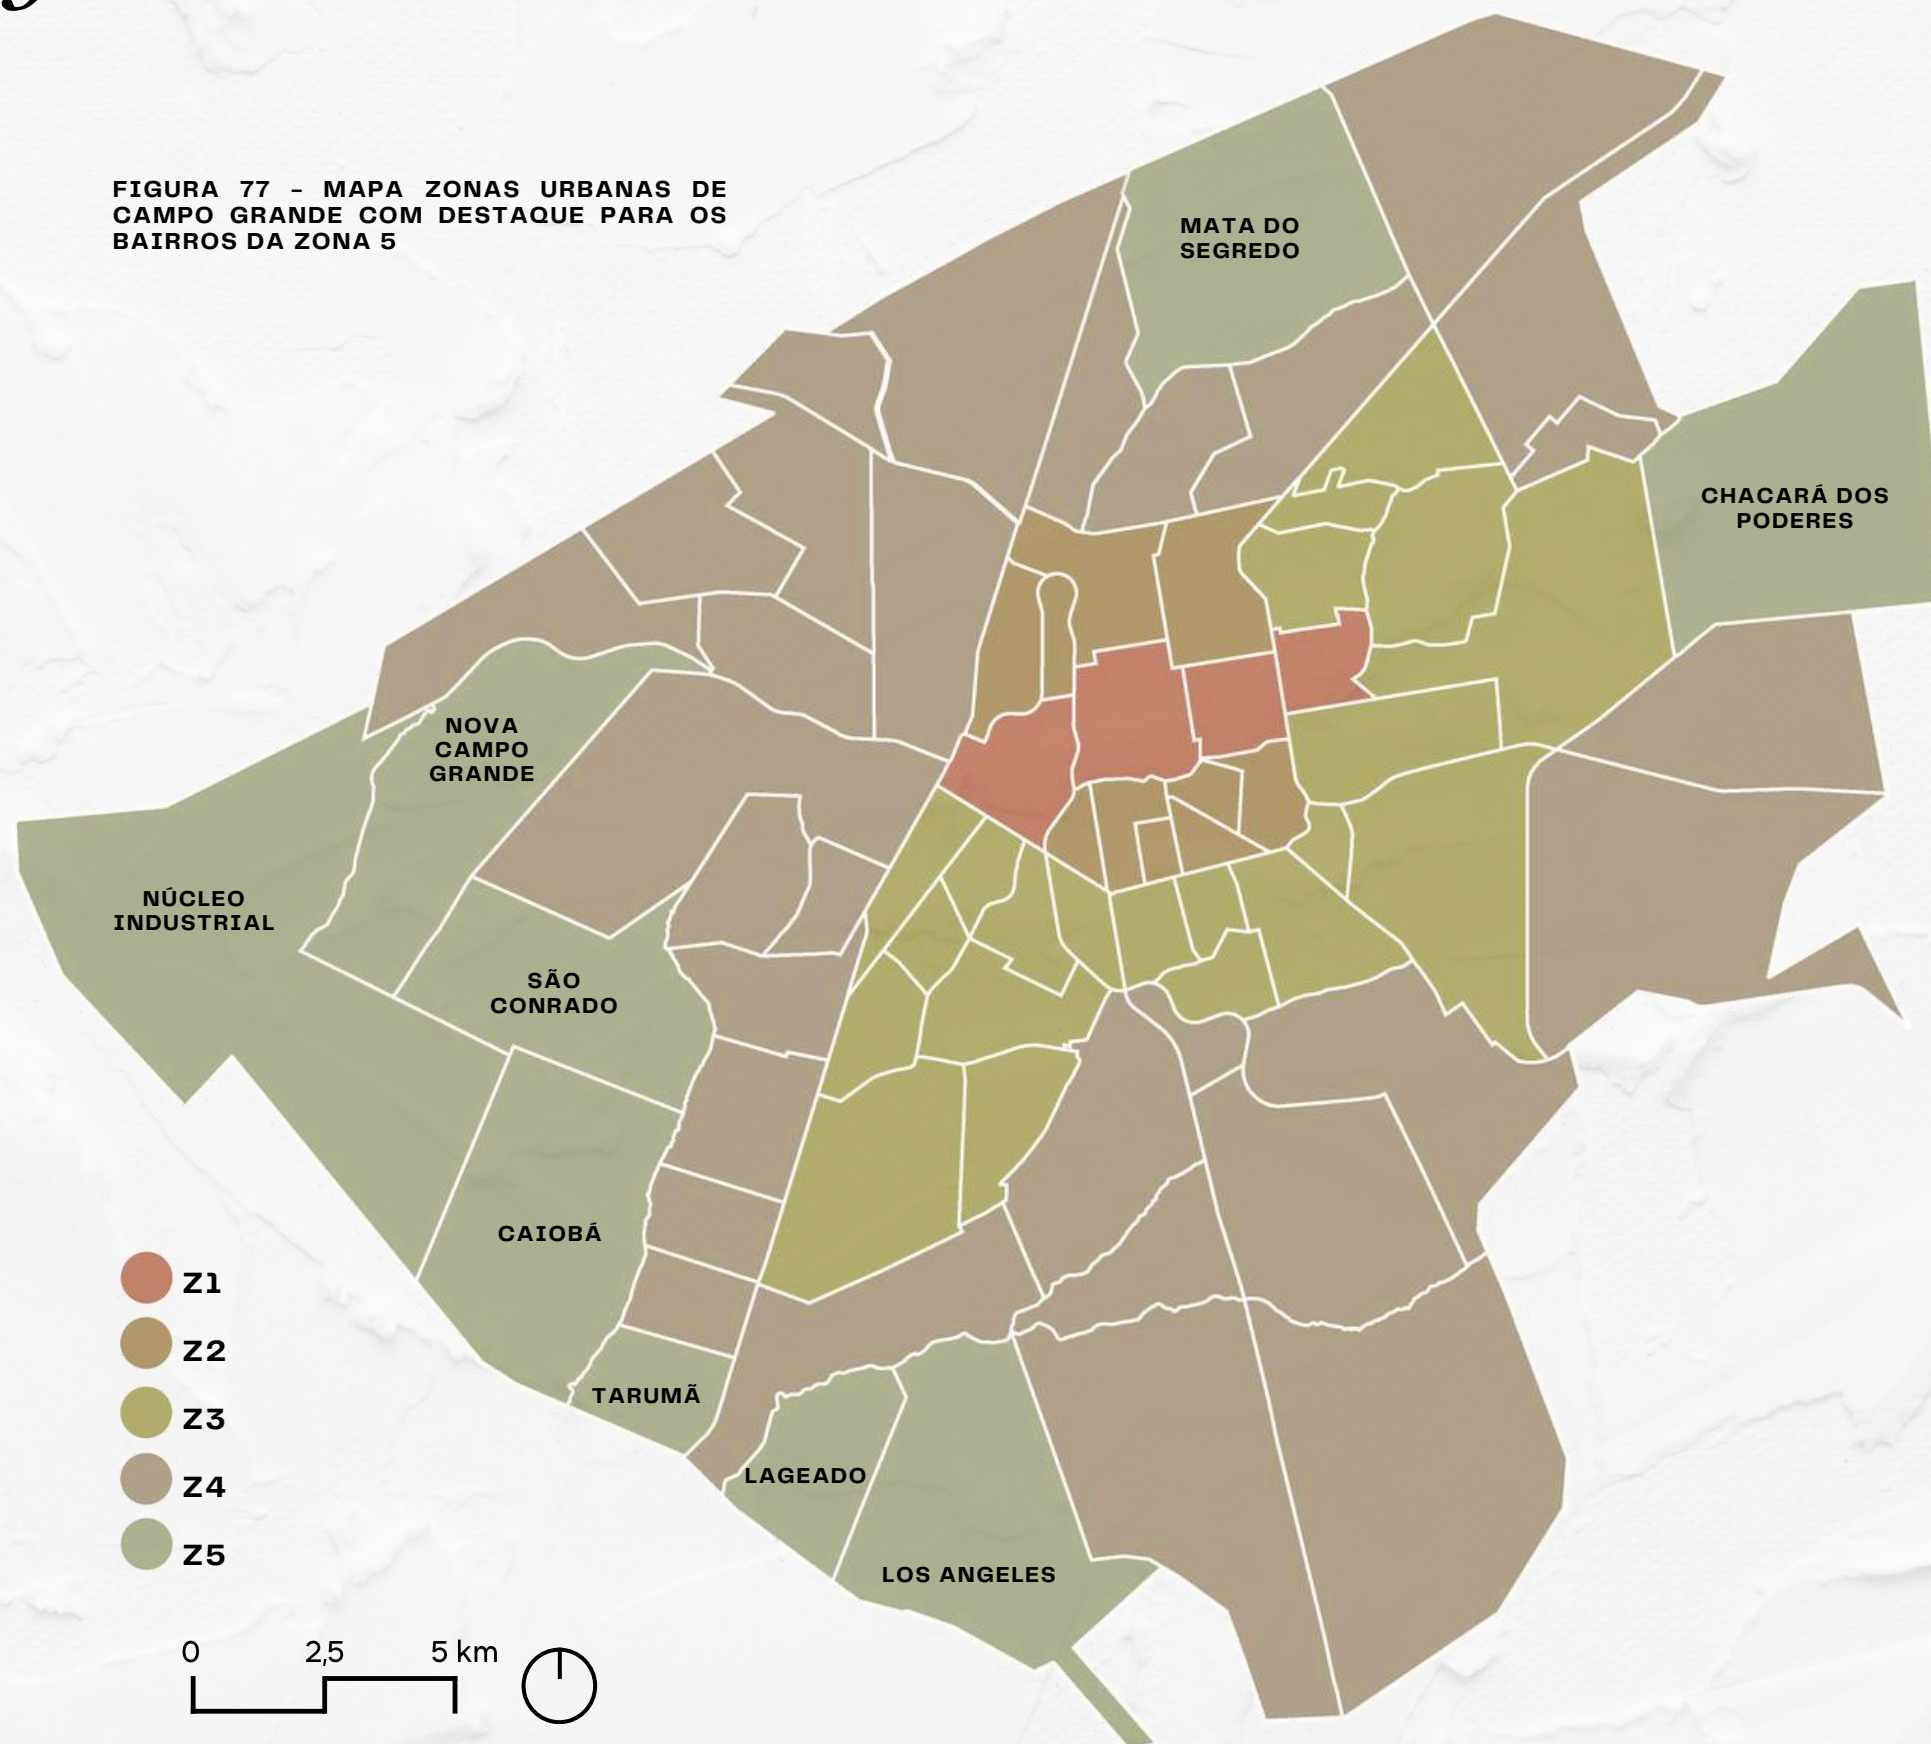 FIGURA 77 – MAPA ZONAS URBANAS DE
CAMPO GRANDE COM DESTAQUE PARA OS
BAIRROS DA ZONA 5
MATA DO
SEGREDO
CHACARÁ DOS
PODERES
NOVA
CAMPO
GRANDE
NÚCLEO
INDUSTRIAL
SÃO
CONRADO
CAIOBÁ
TARUMÃ
LAGEADO
LOS ANGELES
Z1
Z2
Z3
Z4
Z5
0 2,5 5 km